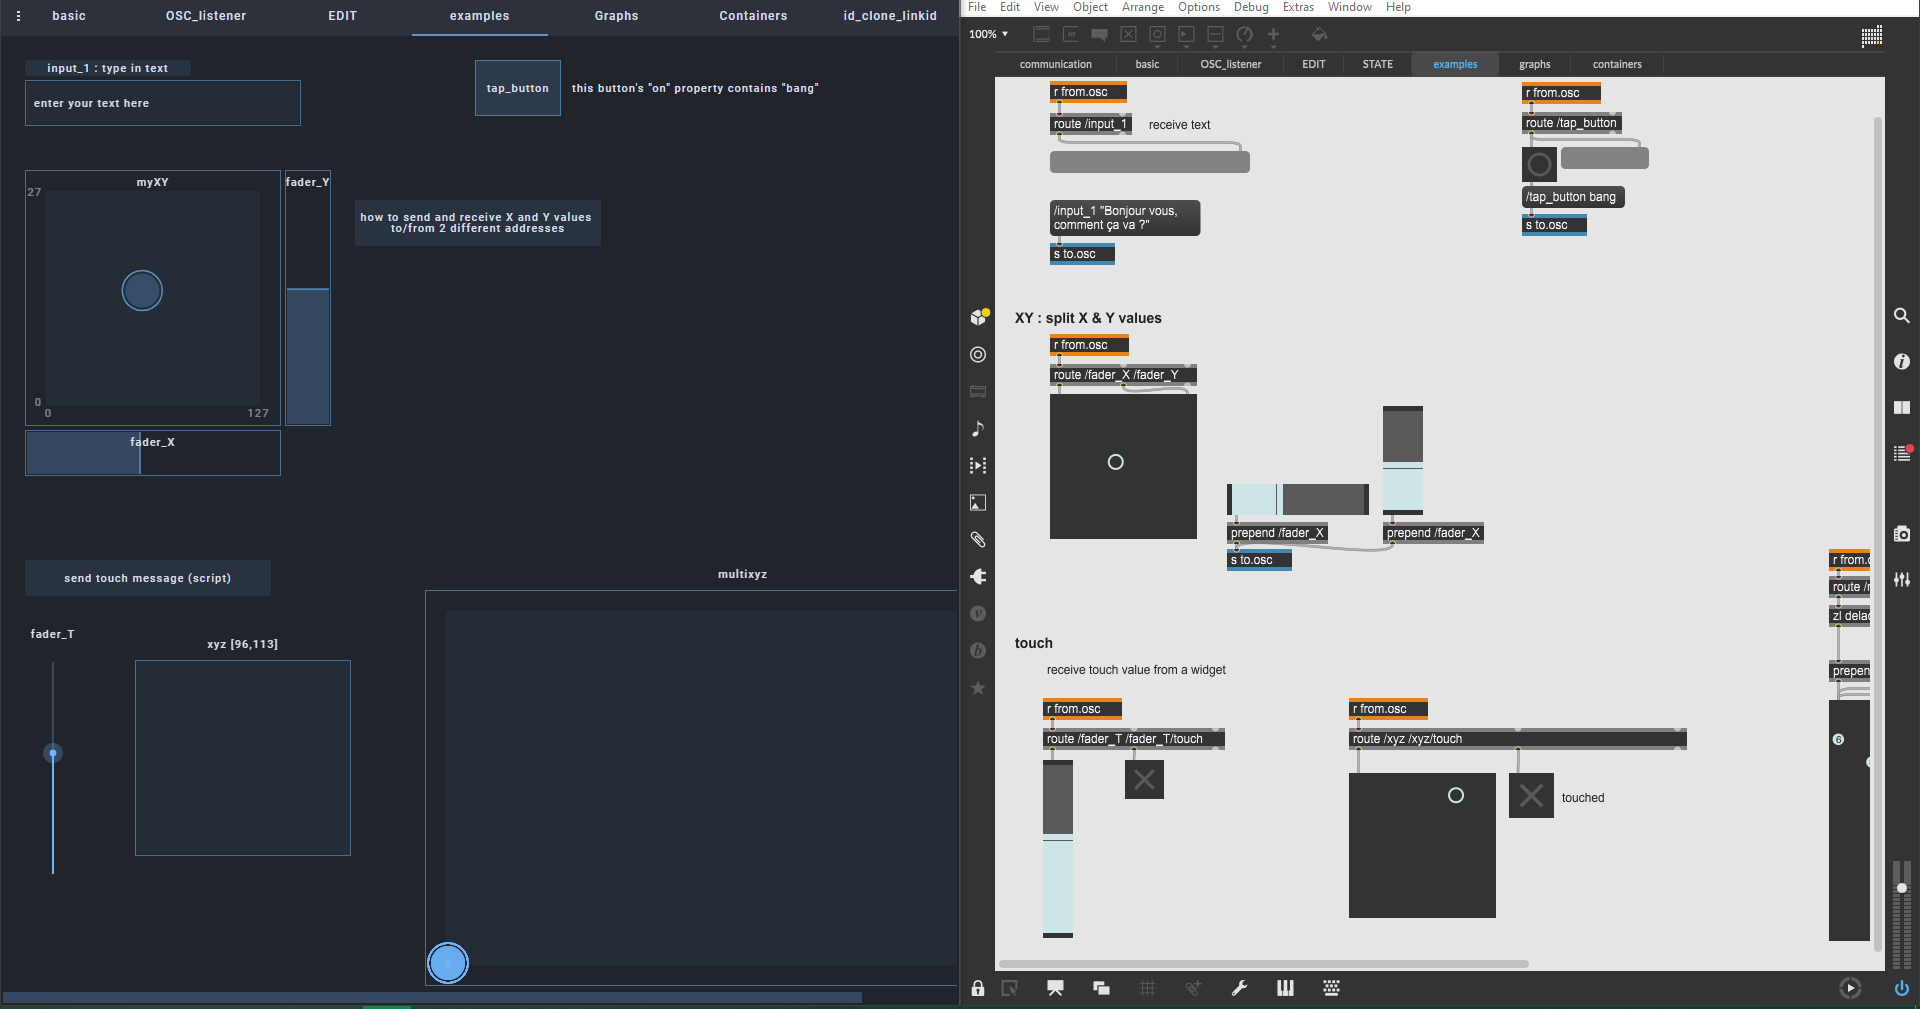 basic
OSC_listener
EDIT
examples
Graphs
Containers
id_clone_linkid
input_1 : type in text
enter your text here
tap_button
this button's "on" property contains "bang"
myXY
27
0
0
127
fader_Y
fader_X
how to send and receive X and Y values
to/from 2 different addresses
send touch message (script)
fader_T
xyz [96,113]
multixyz
File
Edit
View
Object
Arrange
Options
Debug
Extras
Window
Help
100%
communication
basic
OSC_listener
EDIT
STATE
examples
graphs
containers
r from.osc
route /input_1
receive text
/input_1 "Bonjour vous,
comment ça va ?"
s to.osc
r from.osc
route /tap_button
/tap_button bang
s to.osc
XY : split X & Y values
r from.osc
route /fader_X /fader_Y
prepend /fader_X
prepend /fader_X
s to.osc
touch
receive touch value from a widget
r from.osc
route /fader_T /fader_T/touch
r from.osc
route /xyz /xyz/touch
touched
r from.
route /
zl
prepen
6